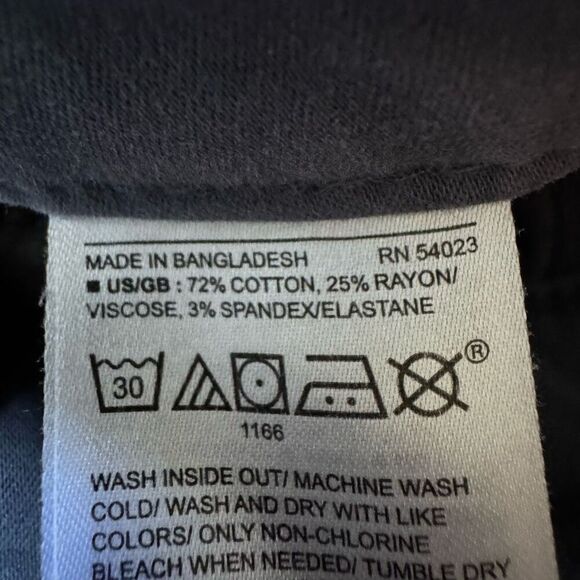 MADE IN BANGLADESH RN 54023
■ US/GB : 72% COTTON, 25% RAYON/
VISCOSE, 3% SPANDEX/ELASTANE
30 ®
1166
WASH INSIDE OUT/ MACHINE WASH
COLD/ WASH AND DRY WITH LIKE
COLORS/ ONLY NON-CHLORINE
BLEACH WHEN NEEDED/ TUMBLE DRY